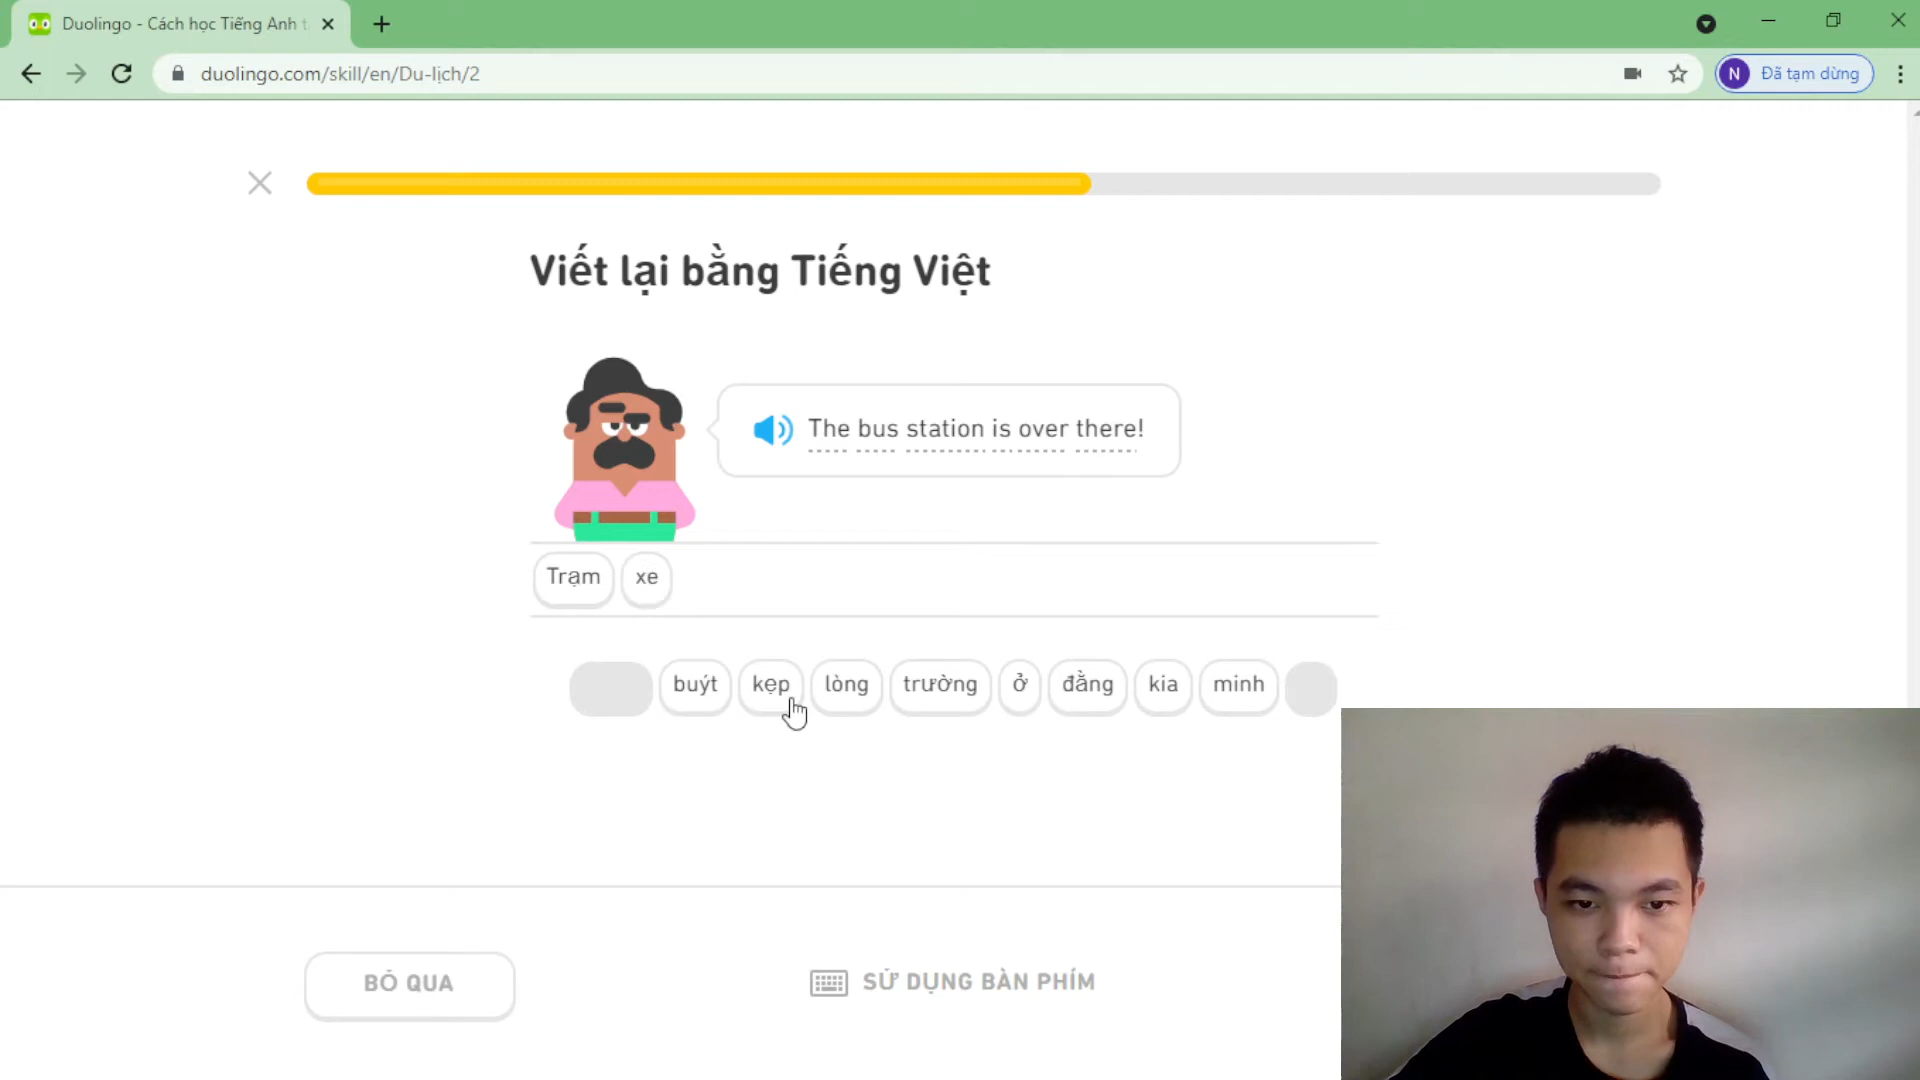 Duolingo - Cách học Tiếng Anh t
duolingo.com/skill/en/Du-lịch/2
N Đã tạm dừng
Viết lại bằng Tiếng Việt
The bus station is over there!
Trạm xe
buýt kẹp lòng trường ở đằng kia minh
BỎ QUA
SỬ DỤNG BÀN PHÍM